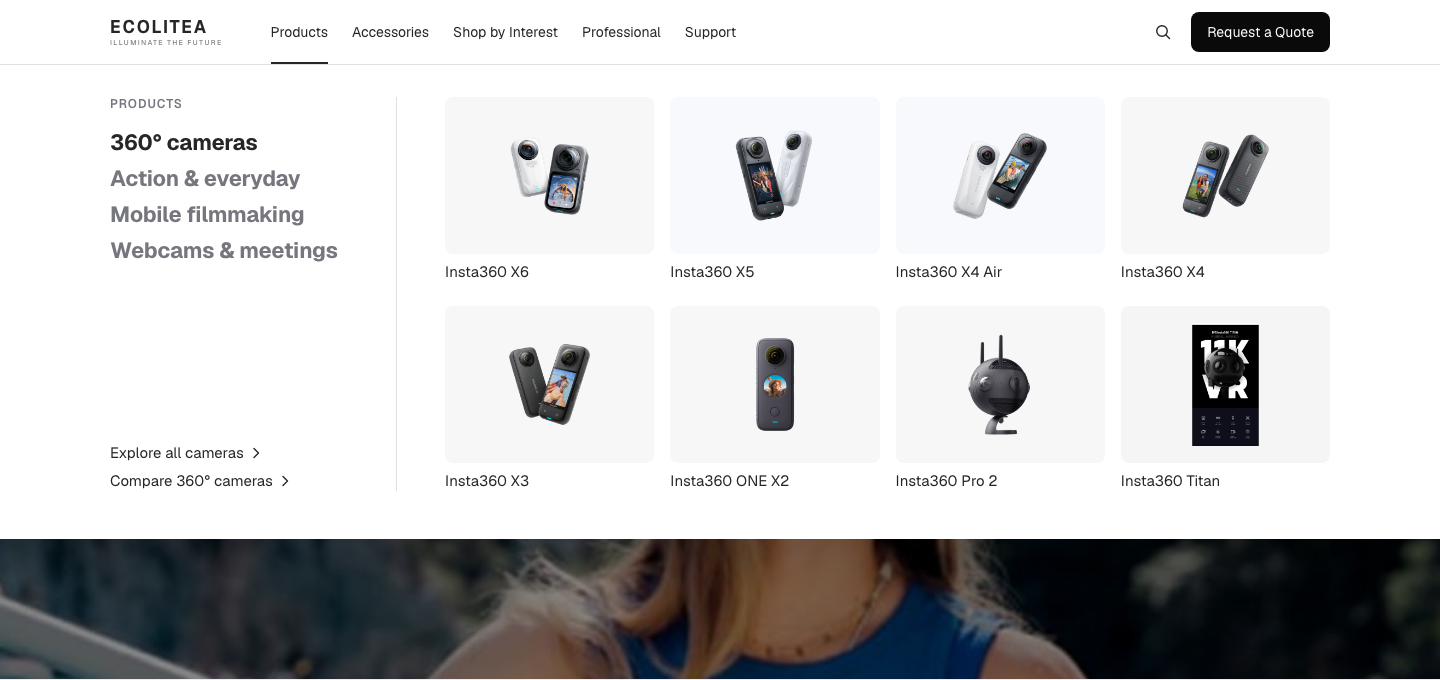 ECOLITEA
ILLUMINATE THE FUTURE
Products
Accessories
Shop by Interest
Professional
Support
Request a Quote
PRODUCTS
360° cameras
Action & everyday
Mobile filmmaking
Webcams & meetings
Explore all cameras
Compare 360° cameras
Insta360 X6
Insta360 X5
Insta360 X4 Air
Insta360 X4
11K
VR
Insta360 X3
Insta360 ONE X2
Insta360 Pro 2
Insta360 Titan